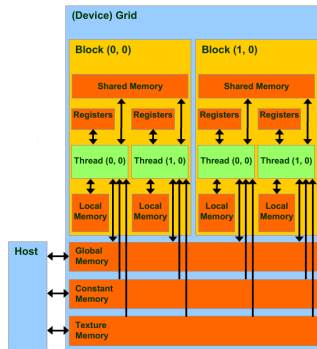 (Device) Grid
Block (0, 0)
Block (1, 0)
Shared Memory
Shared Memory
Registers
Registers
Registers
Registers
Thread (0, 0)
Thread (1, 0)
Thread (0, 0)
Thread (1, 0)
Local
Memory
Local
Memory
Local
Memory
Local
Memory
Host
Global
Memory
Constant
Memory
Texture
Memory